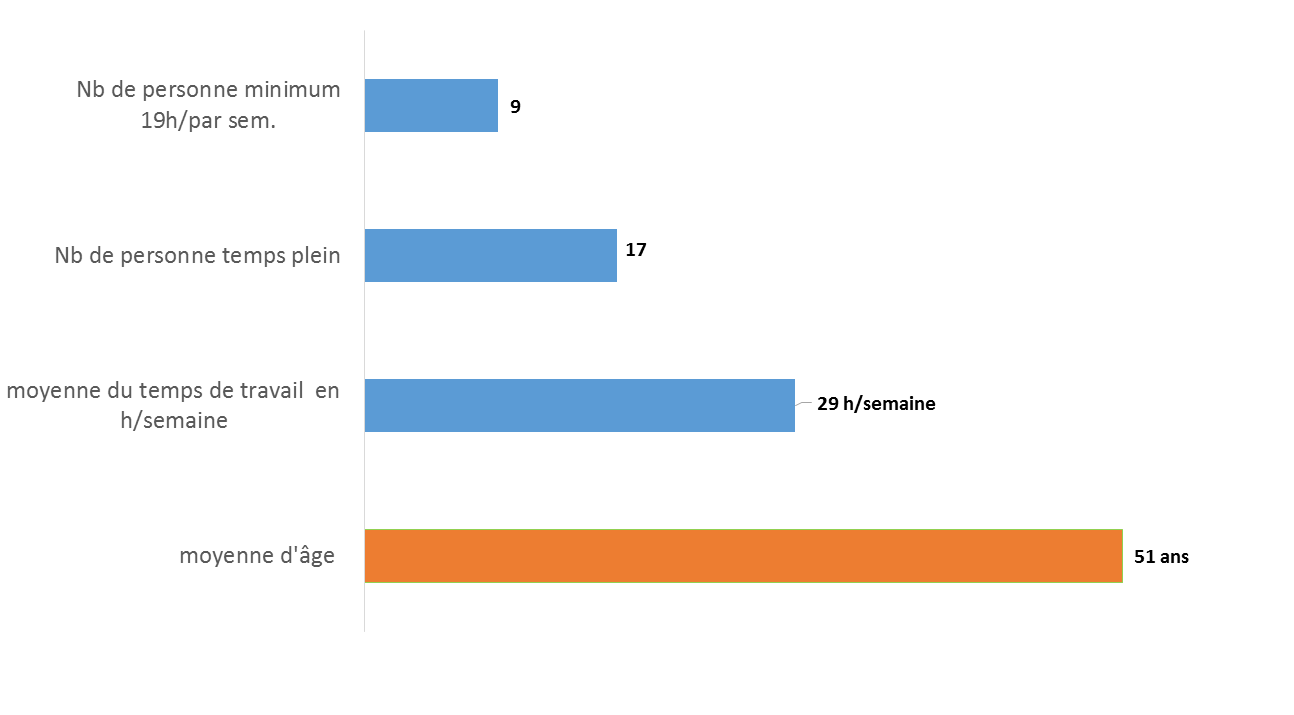 Nb de personne minimum
19h/par sem.
9
Nb de personne temps plein
17
moyenne du temps de travail  en
h/semaine
29 h/semaine
moyenne d'âge
51 ans